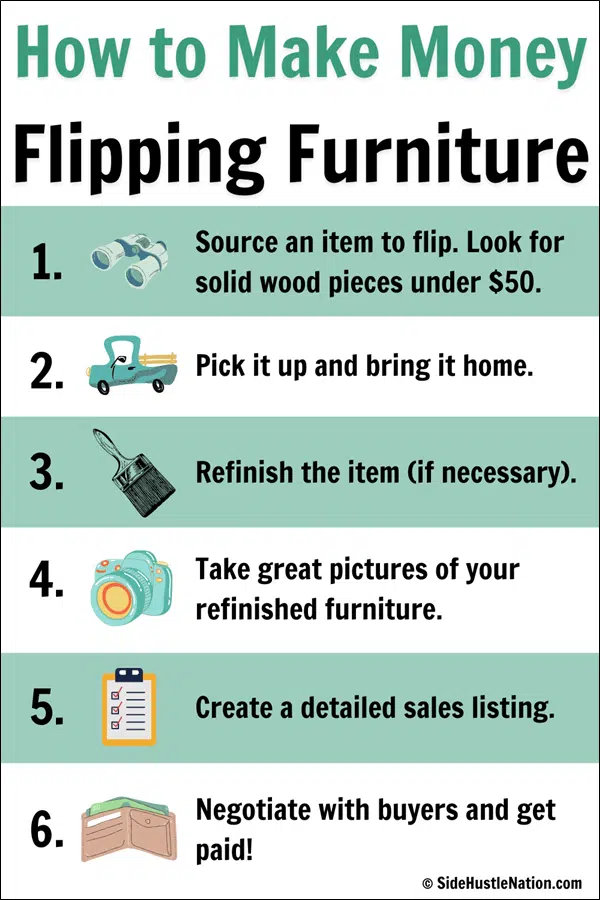 How to Make Money
Flipping Furniture
1.
Source an item to flip. Look for
solid wood pieces under $50.
2.
Pick it up and bring it home.
3.
Refinish the item (if necessary).
4.
Take great pictures of your
refinished furniture.
5.
Create a detailed sales listing.
6.
Negotiate with buyers and get
paid!
© SideHustleNation.com